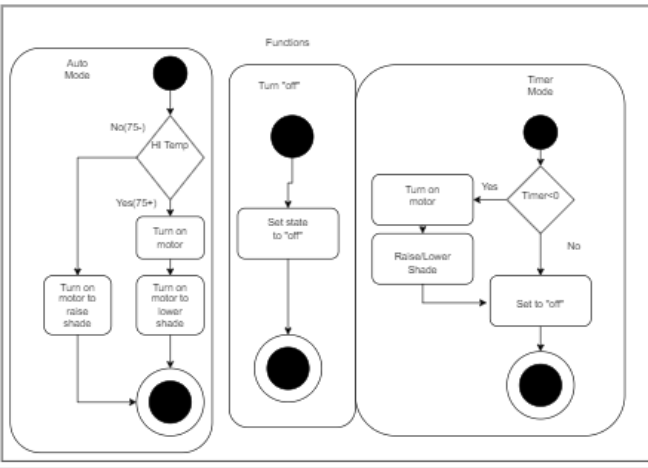 Functions
Auto
Mode
No(75-)
HI Temp
Yes(75+)
Turn on
motor
Turn on
motor to
raise
shade
Turn on
motor to
lower
shade
Turn "off"
Set state
to "off"
Timer
Mode
Timer<0
Yes
No
Turn on
motor
Raise/Lower
Shade
Set to "off"